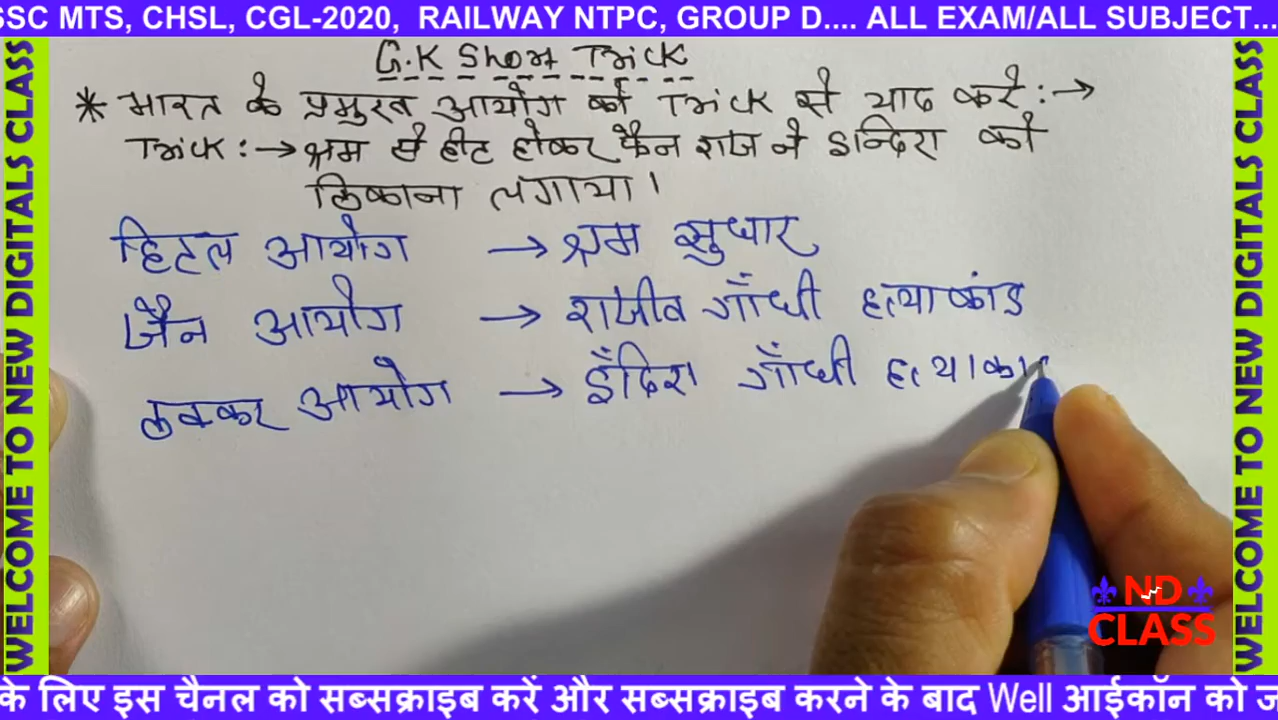 SSC MTS, CHSL, CGL-2020, RAILWAY NTPC, GROUP D.... ALL EXAM/ALL SUBJECT...
G.K Short Trick
* भारत के प्रमुख आयोग को Trick से याद करे :→
Trick :→ श्रम से हीट होकर जैन राज ने इन्दिरा को
ठिकाना लगाया।
हिटल आयोग → श्रम सुधार
जैन आयोग → राजीव गाँधी हत्याकांड
ठक्कर आयोग → इँदिरा गाँधी हत्याका
WELCOME TO NEW DIGITALS CLASS
WELCOME TO NEW DIGITALS CLASS
ND
CLASS
के लिए इस चैनल को सब्सक्राइब करें और सब्सक्राइब करने के बाद Well आईकॉन को ज